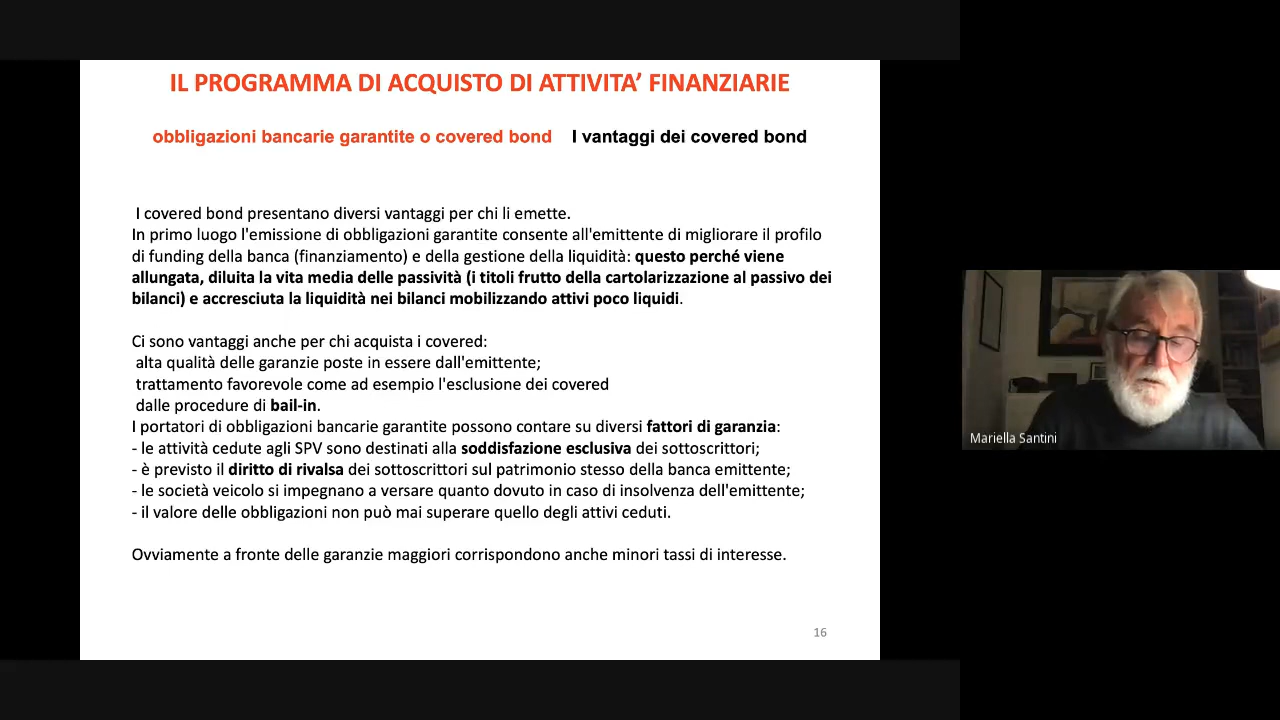 IL PROGRAMMA DI ACQUISTO DI ATTIVITA’ FINANZIARIE
obbligazioni bancarie garantite o covered bond I vantaggi dei covered bond
I covered bond presentano diversi vantaggi per chi li emette.
In primo luogo l'emissione di obbligazioni garantite consente all'emittente di migliorare il profilo
di funding della banca (finanziamento) e della gestione della liquidità: questo perché viene
allungata, diluita la vita media delle passività (i titoli frutto della cartolarizzazione al passivo dei
bilanci) e accresciuta la liquidità nei bilanci mobilizzando attivi poco liquidi.
Ci sono vantaggi anche per chi acquista i covered:
alta qualità delle garanzie poste in essere dall'emittente;
trattamento favorevole come ad esempio l'esclusione dei covered
dalle procedure di bail-in.
I portatori di obbligazioni bancarie garantite possono contare su diversi fattori di garanzia:
- le attività cedute agli SPV sono destinati alla soddisfazione esclusiva dei sottoscrittori;
- è previsto il diritto di rivalsa dei sottoscrittori sul patrimonio stesso della banca emittente;
- le società veicolo si impegnano a versare quanto dovuto in caso di insolvenza dell'emittente;
- il valore delle obbligazioni non può mai superare quello degli attivi ceduti.
Ovviamente a fronte delle garanzie maggiori corrispondono anche minori tassi di interesse.
16
Mariella Santini